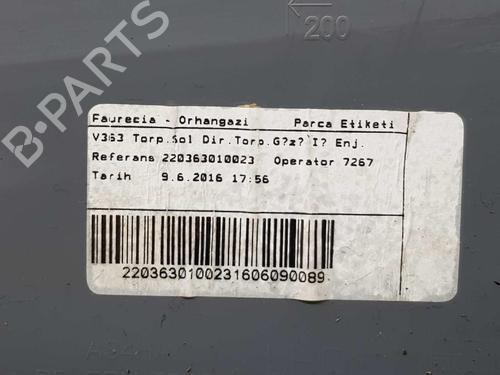 200
Faurecia - Orhangazi Parca Etiketi
V363 Torp.Sol Dir.Torp.G?z? I? Enj.
Referans 220363010023 Operator 7267
Tarih 9.6.2016 17:56
2203630100231606090089
B-PARTS